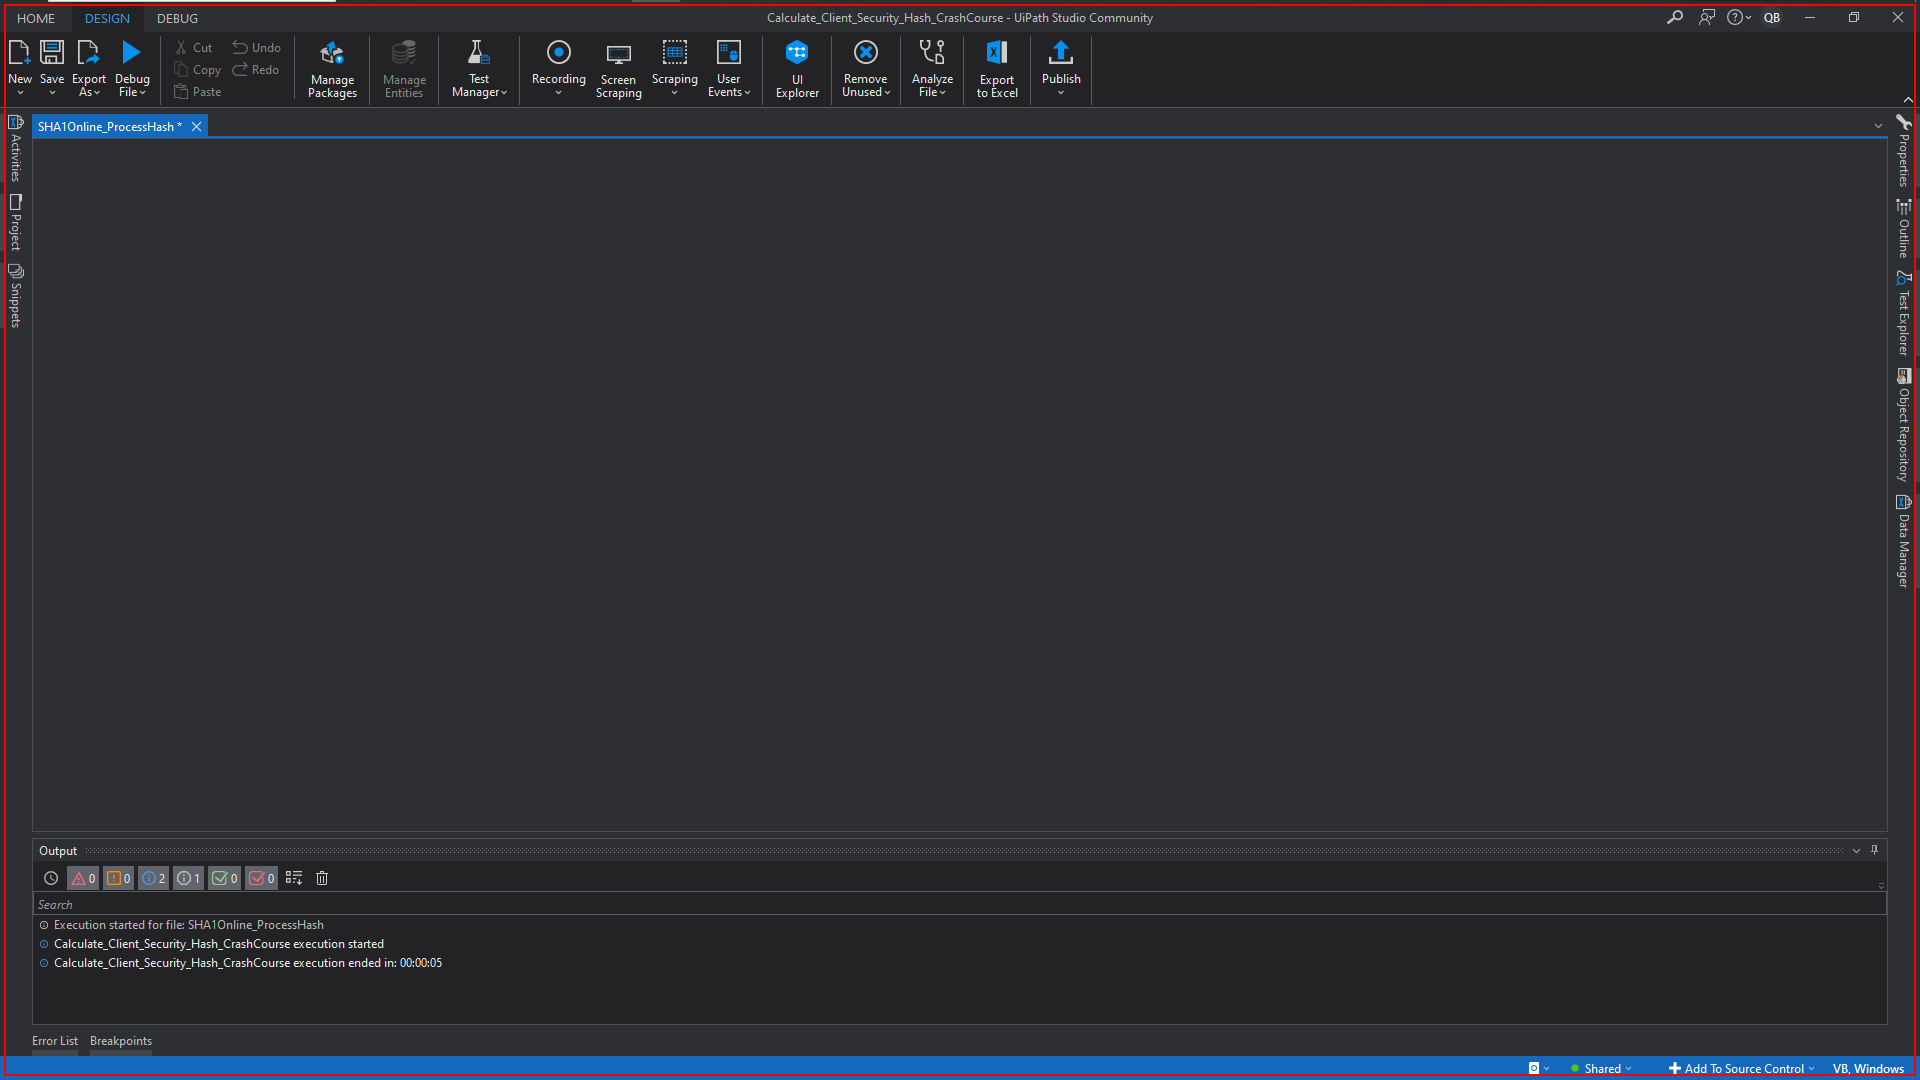 HOME DESIGN DEBUG
Calculate_Client_Security_Hash_CrashCourse - UiPath Studio Community
QB
New
Save
Export As
Debug File
Cut
Copy
Paste
Undo
Redo
Manage Packages
Manage Entities
Test Manager
Recording
Screen Scraping
Scraping
User Events
UI Explorer
Remove Unused
Analyze File
Export to Excel
Publish
SHA1Online_ProcessHash *
Activities
Project
Snippets
Properties
Outline
Test Explorer
Object Repository
Data Manager
Output
0 0 2 1 0 0
Search
Execution started for file: SHA1Online_ProcessHash
Calculate_Client_Security_Hash_CrashCourse execution started
Calculate_Client_Security_Hash_CrashCourse execution ended in: 00:00:05
Error List Breakpoints
Shared Add To Source Control VB, Windows